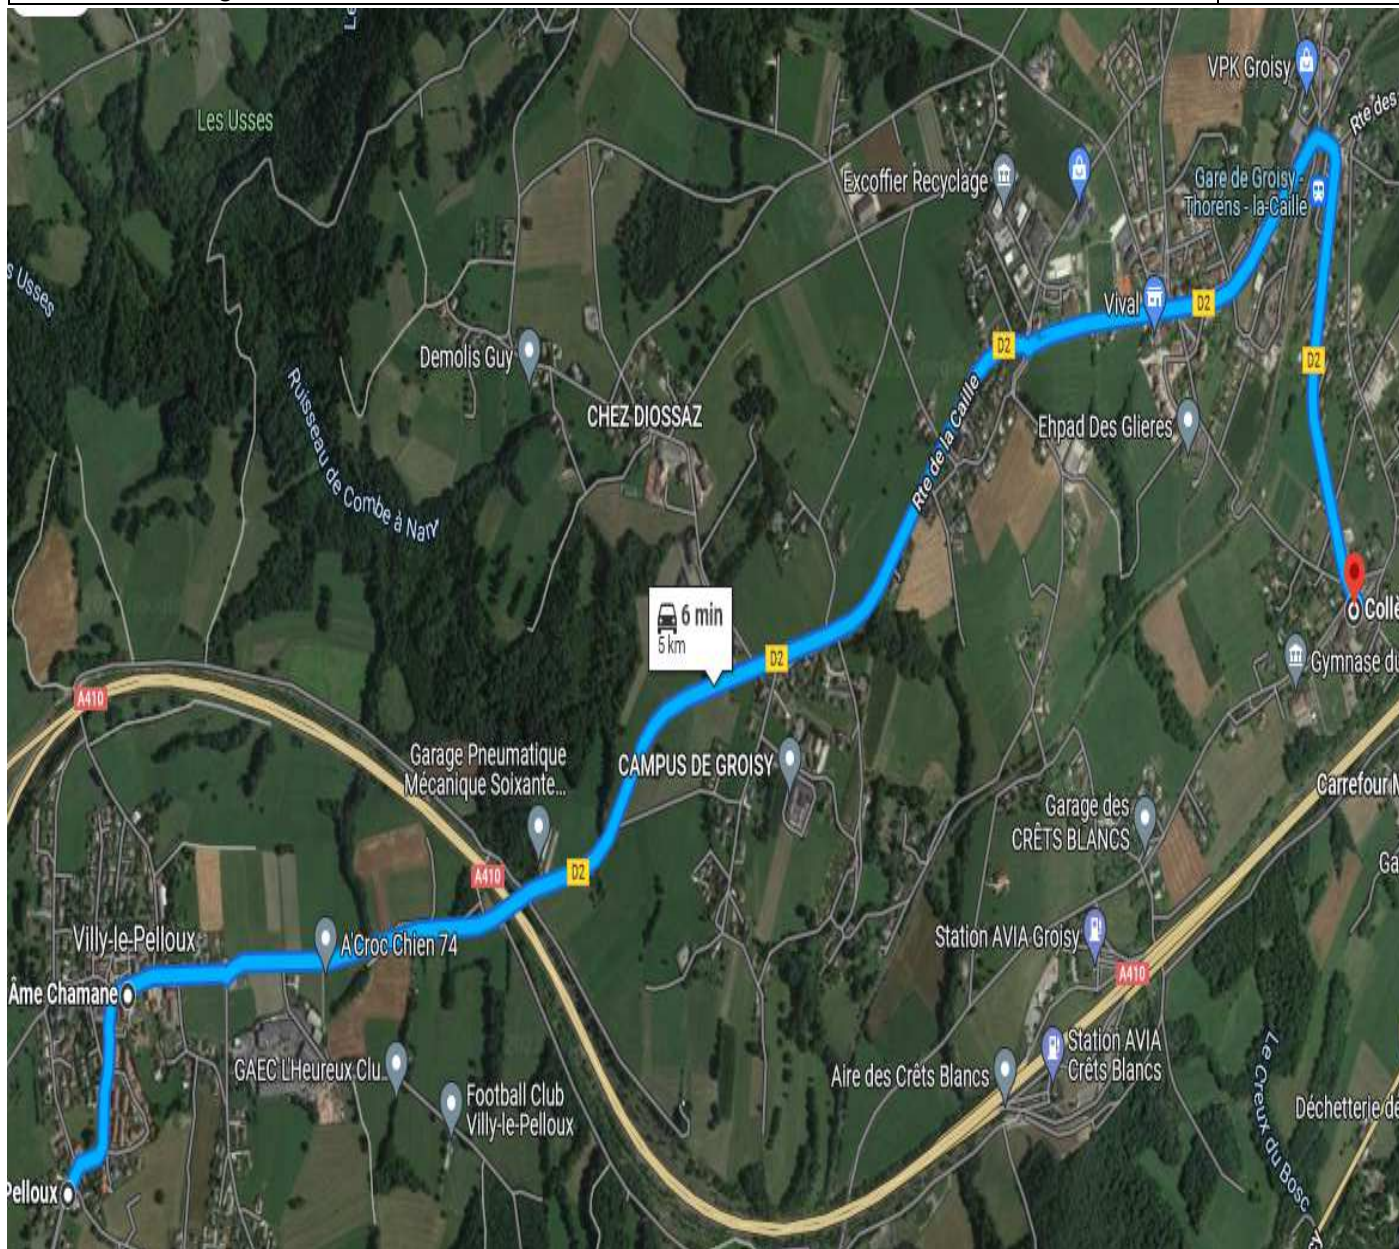 VPK Groisy
Rte des
Les Usses
Excoffier Recyclage
Gare de Groisy -
Thorens - la-Caille
s Usses
Vival
D2
D2
Demolis Guy
D2
Ruisseau de Combe à Nant
CHEZ DIOSSAZ
Rte de la Caille
Ehpad Des Glieres
6 min
5 km
Collè
D2
Gymnase du
A410
Garage Pneumatique
Mécanique Soixante...
CAMPUS DE GROISY
Carrefour M
Garage des
CRÊTS BLANCS
Ga
A410
D2
Villy-le-Pelloux
A'Croc Chien 74
Station AVIA Groisy
A410
Âme Chamane
GAEC L'Heureux Clu...
Aire des Crêts Blancs
Station AVIA
Crêts Blancs
Football Club
Villy-le-Pelloux
Le Creux du Bosc
Déchetterie de
Pelloux